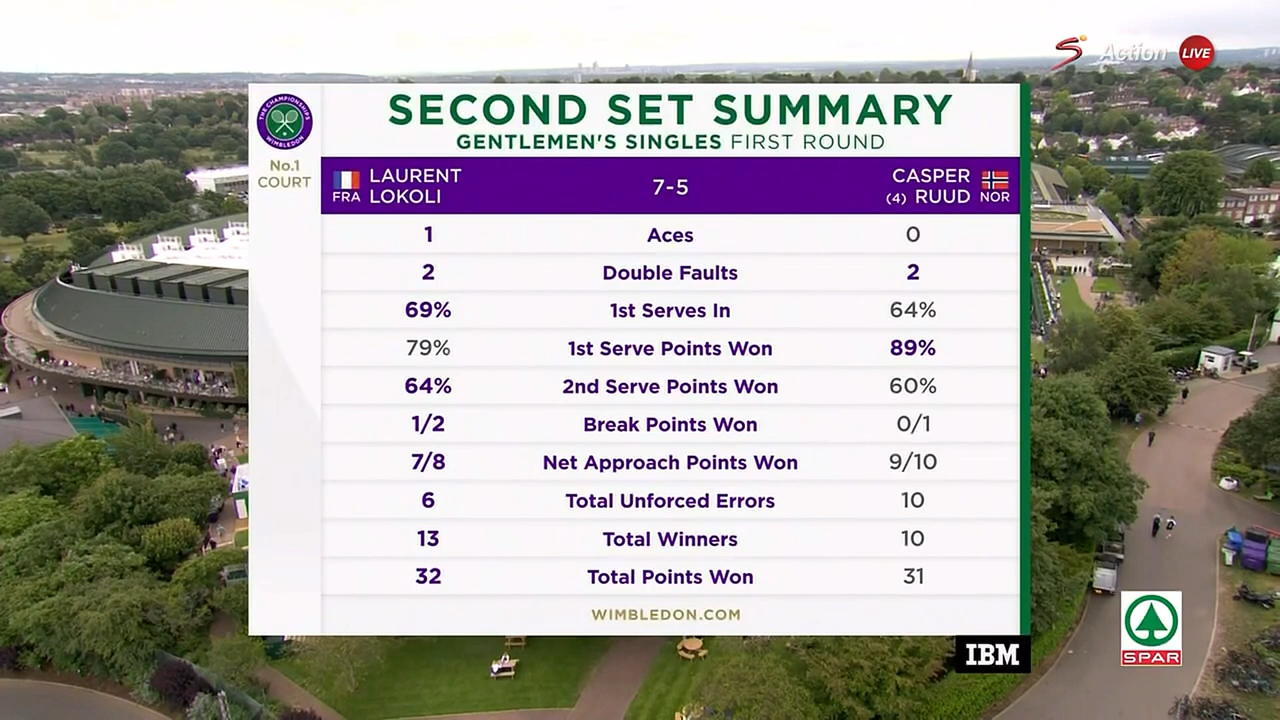 Action LIVE
THE CHAMPIONSHIPS
WIMBLEDON
No.1
COURT
SECOND SET SUMMARY
GENTLEMEN'S SINGLES FIRST ROUND
FRA LAURENT LOKOLI 7-5 CASPER (4) RUUD NOR
1 Aces 0
2 Double Faults 2
69% 1st Serves In 64%
79% 1st Serve Points Won 89%
64% 2nd Serve Points Won 60%
1/2 Break Points Won 0/1
7/8 Net Approach Points Won 9/10
6 Total Unforced Errors 10
13 Total Winners 10
32 Total Points Won 31
WIMBLEDON.COM
IBM
SPAR